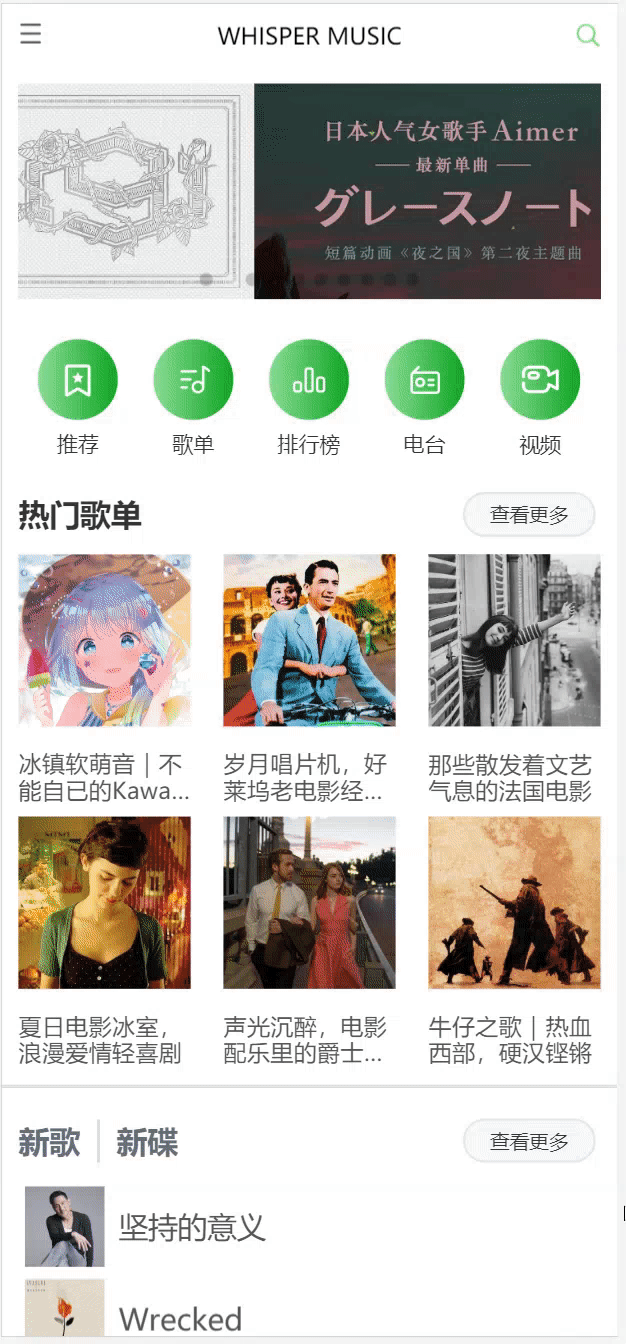 WHISPER MUSIC
日本人气女歌手Aimer
最新单曲
グレースノート
短篇动画《夜之国》第二夜主题曲
推荐
歌单
排行榜
电台
视频
热门歌单
查看更多
冰镇软萌音｜不
能自已的Kawa...
岁月唱片机，好
莱坞老电影经...
那些散发着文艺
气息的法国电影
夏日电影冰室，
浪漫爱情轻喜剧
声光沉醉，电影
配乐里的爵士...
牛仔之歌 | 热血
西部，硬汉铿锵
新歌
新碟
查看更多
坚持的意义
Wrecked